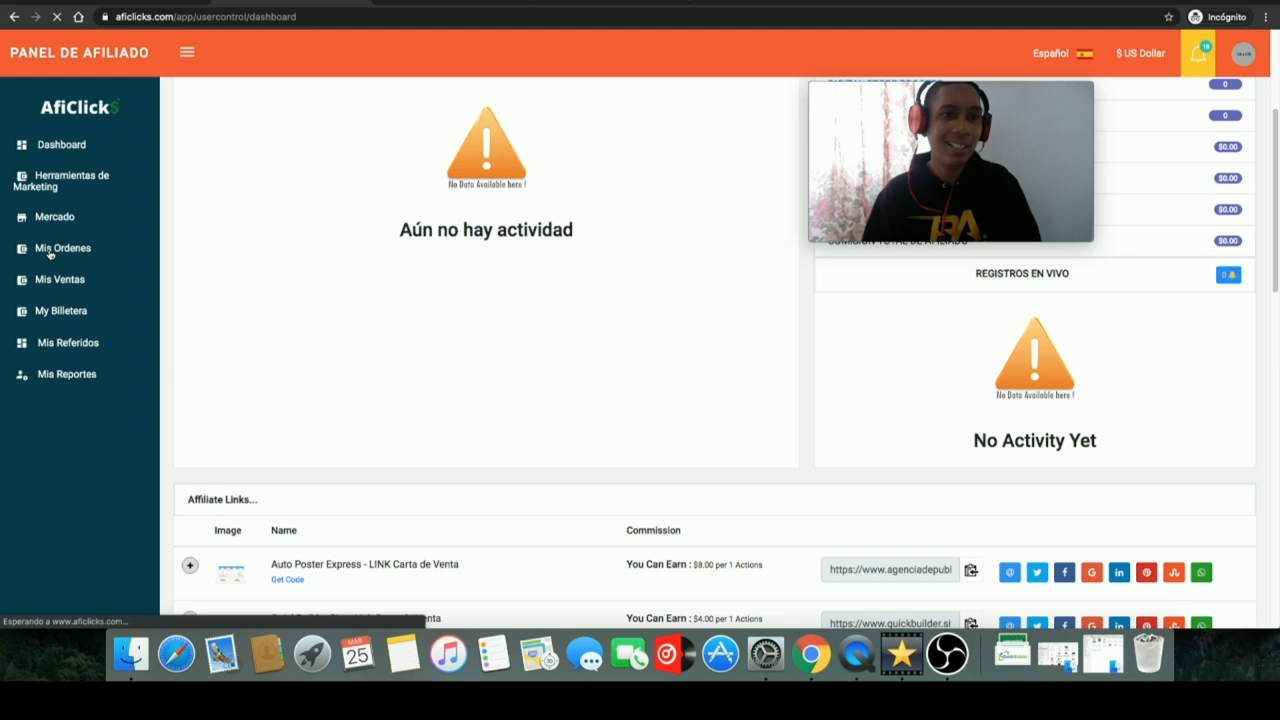 aficlicks.com/app/usercontrol/dashboard
Incógnito
PANEL DE AFILIADO
Español
$ US Dollar
AfiClick$
Dashboard
Herramientas de
Marketing
Mercado
Mis Ordenes
Mis Ventas
My Billetera
Mis Referidos
Mis Reportes
No Data Available here !
Aún no hay actividad
0
0
$0.00
$0.00
$0.00
$0.00
REGISTROS EN VIVO
0
No Data Available here !
No Activity Yet
Affiliate Links...
Image
Name
Commission
Auto Poster Express - LINK Carta de Venta
Get Code
You Can Earn : $8.00 per 1 Actions
https://www.agenciadepubl
You Can Earn : $4.00 per 1 Actions
https://www.quickbuilder.si
Esperando a www.aficlicks.com...
MAR
25